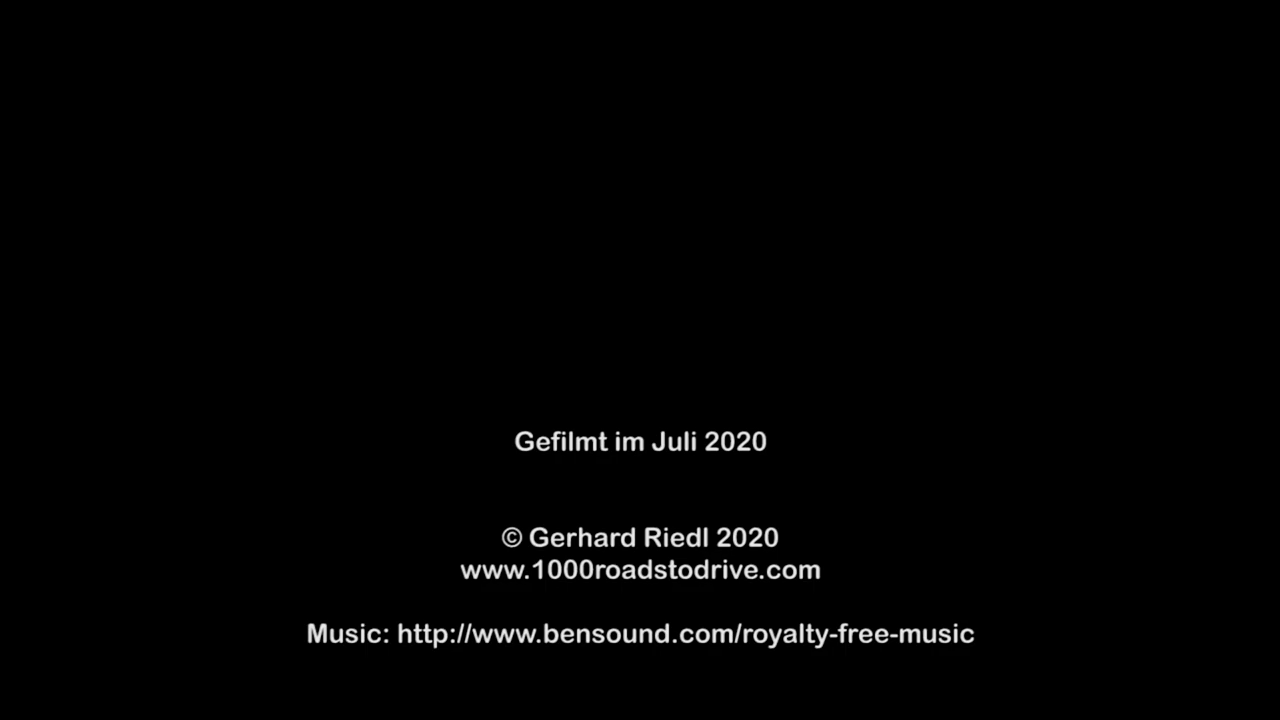 Gefilmt im Juli 2020
© Gerhard Riedl 2020
www.1000roadstodrive.com
Music: http://www.bensound.com/royalty-free-music